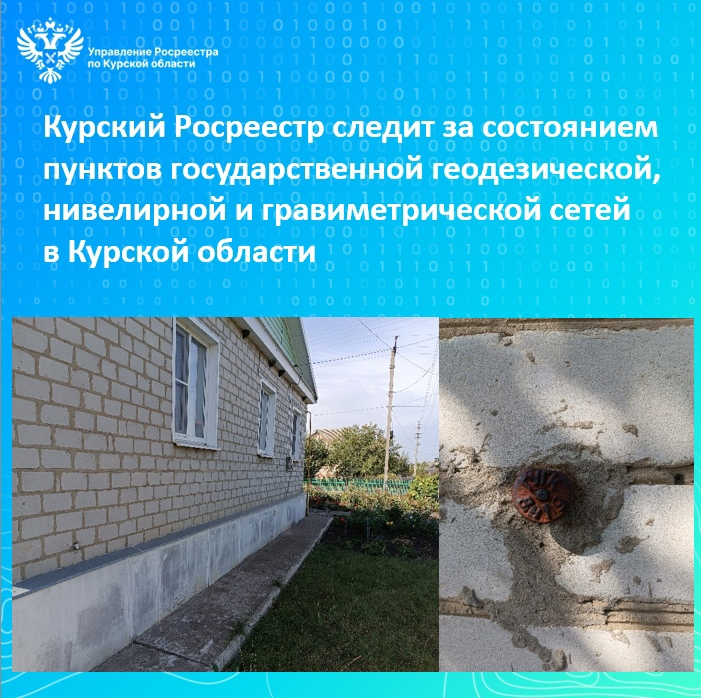 Управление Росреестра
по Курской области
Курский Росреестр следит за состоянием
пунктов государственной геодезической,
нивелирной и гравиметрической сетей
в Курской области